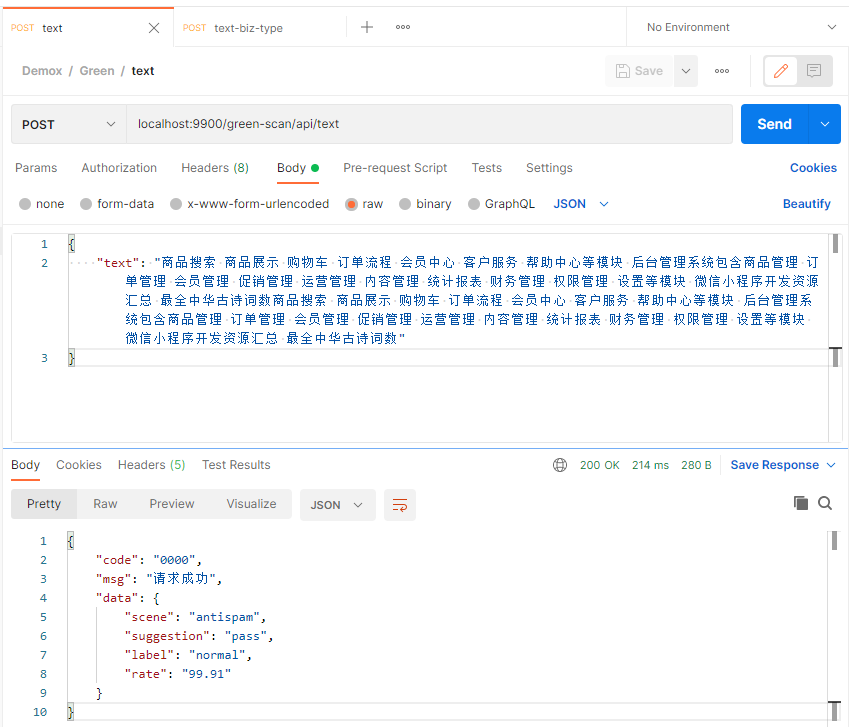 POST text
POST text-biz-type
No Environment
Demox / Green / text
Save
POST
localhost:9900/green-scan/api/text
Send
Params Authorization Headers (8) Body Pre-request Script Tests Settings Cookies
none form-data x-www-form-urlencoded raw binary GraphQL JSON Beautify
1 {
2 "text": "商品搜索 商品展示 购物车 订单流程 会员中心 客户服务 帮助中心等模块 后台管理系统包含商品管理 订
单管理 会员管理 促销管理 运营管理 内容管理 统计报表 财务管理 权限管理 设置等模块 微信小程序开发资源
汇总 最全中华古诗词数商品搜索 商品展示 购物车 订单流程 会员中心 客户服务 帮助中心等模块 后台管理系
统包含商品管理 订单管理 会员管理 促销管理 运营管理 内容管理 统计报表 财务管理 权限管理 设置等模块
微信小程序开发资源汇总 最全中华古诗词数"
3 }
Body Cookies Headers (5) Test Results 200 OK 214 ms 280 B Save Response
Pretty Raw Preview Visualize JSON
1 {
2 "code": "0000",
3 "msg": "请求成功",
4 "data": {
5 "scene": "antispam",
6 "suggestion": "pass",
7 "label": "normal",
8 "rate": "99.91"
9 }
10 }